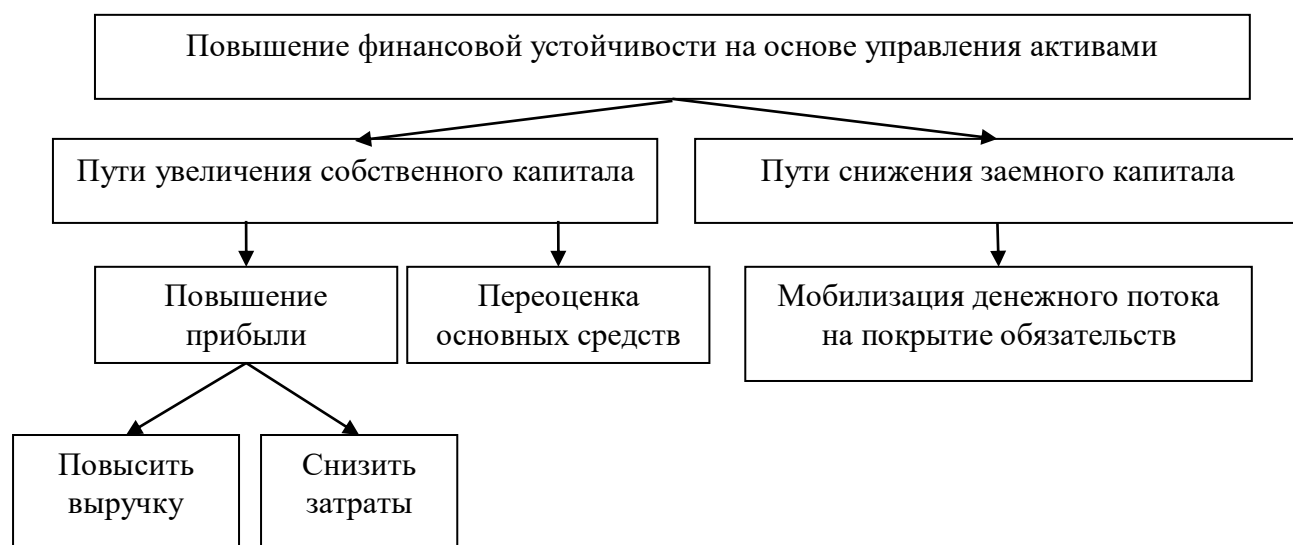 Повышение финансовой устойчивости на основе управления активами
Пути увеличения собственного капитала
Пути снижения заемного капитала
Повышение
прибыли
Переоценка
основных средств
Мобилизация денежного потока
на покрытие обязательств
Повысить
выручку
Снизить
затраты